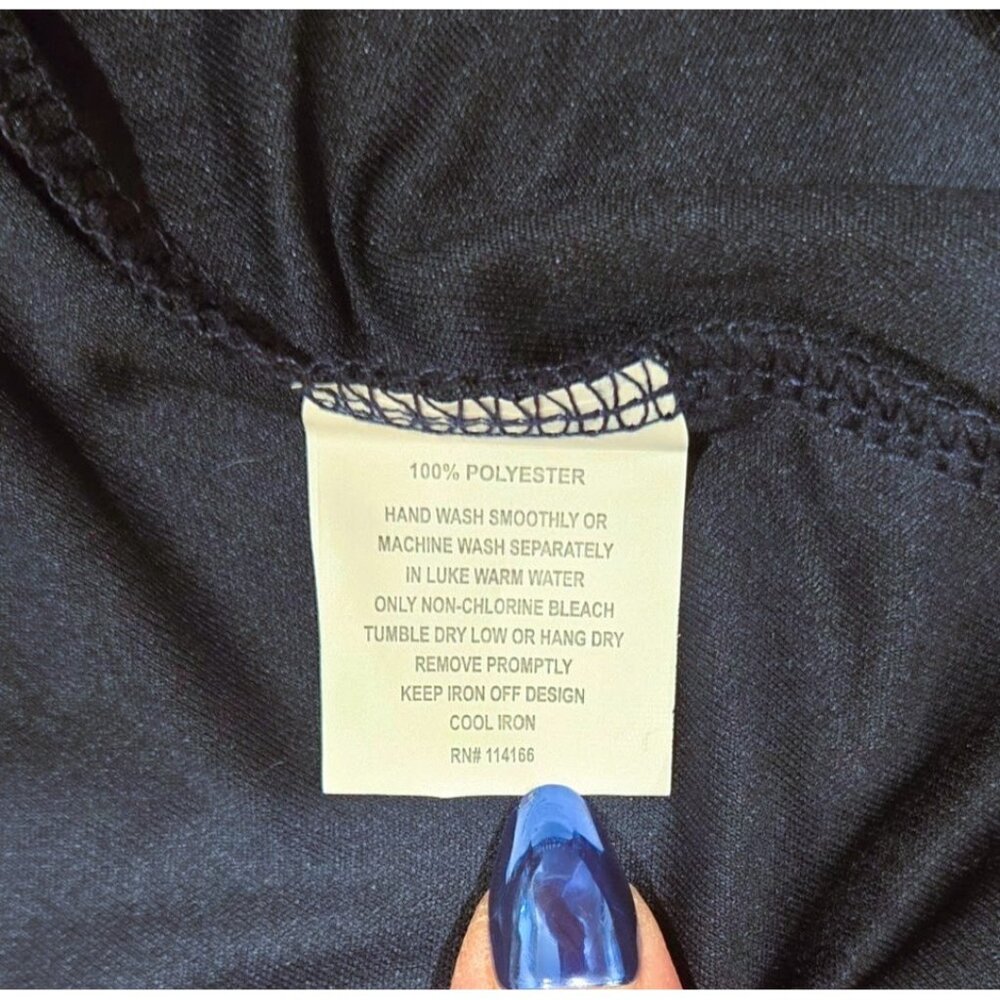 100% POLYESTER
HAND WASH SMOOTHLY OR
MACHINE WASH SEPARATELY
IN LUKE WARM WATER
ONLY NON-CHLORINE BLEACH
TUMBLE DRY LOW OR HANG DRY
REMOVE PROMPTLY
KEEP IRON OFF DESIGN
COOL IRON
RN# 114166